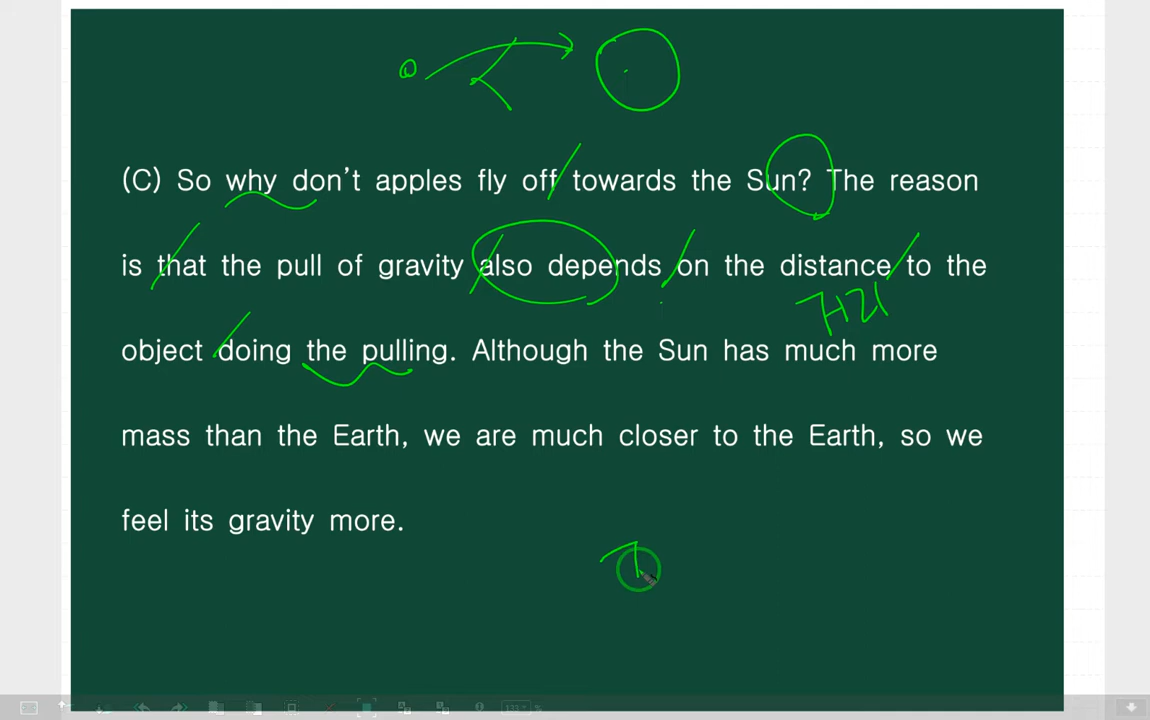 (C) So why don't apples fly off towards the Sun? The reason
is that the pull of gravity also depends on the distance to the
거리
object doing the pulling. Although the Sun has much more
mass than the Earth, we are much closer to the Earth, so we
feel its gravity more.
133 %